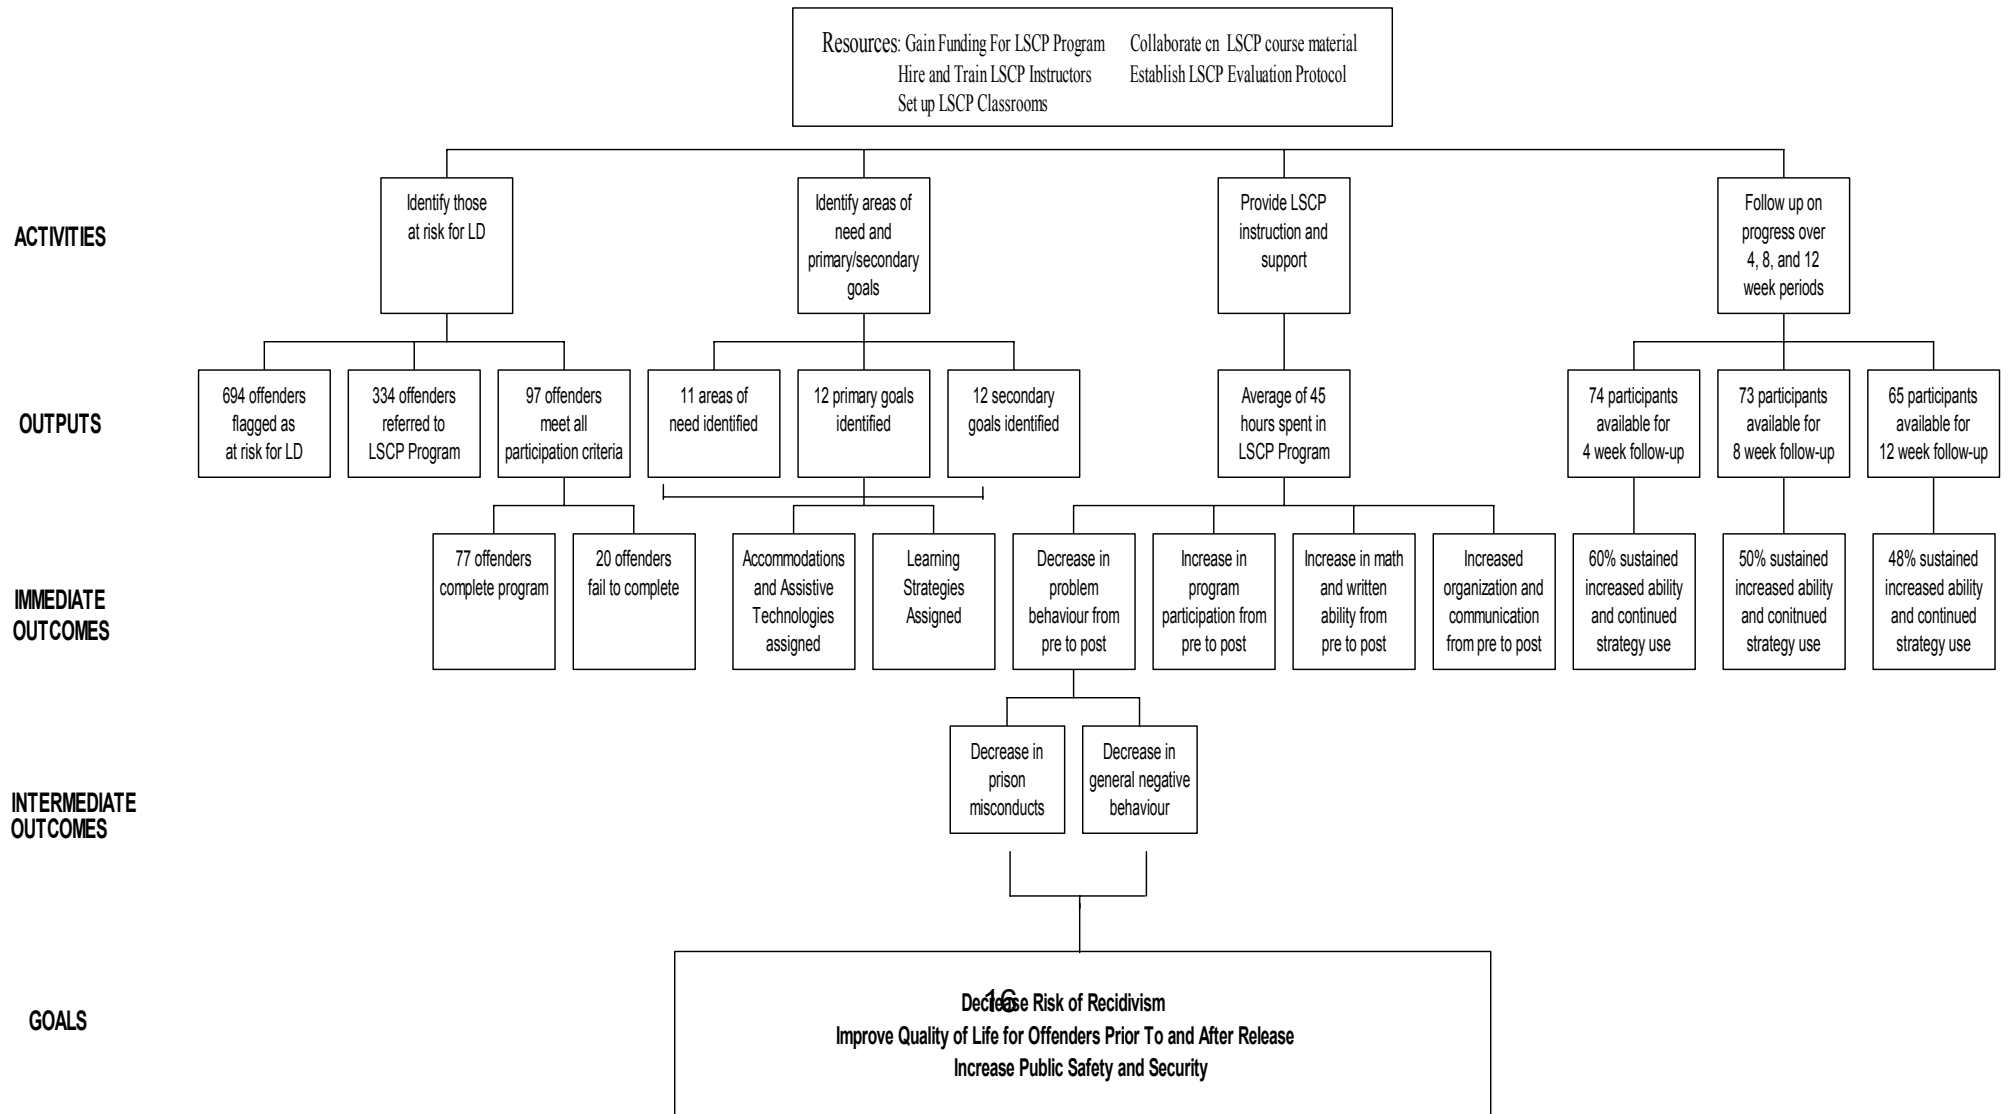 Resources: Gain Funding For LSCP Program Collaborate cn LSCP course material
Hire and Train LSCP Instructors Establish LSCP Evaluation Protocol
Set up LSCP Classrooms
ACTIVITIES
Identify those
at risk for LD
Identify areas of
need and
primary/secondary
goals
Provide LSCP
instruction and
support
Follow up on
progress over
4, 8, and 12
week periods
OUTPUTS
694 offenders
flagged as
at risk for LD
334 offenders
referred to
LSCP Program
97 offenders
meet all
participation criteria
11 areas of
need identified
12 primary goals
identified
12 secondary
goals identified
Average of 45
hours spent in
LSCP Program
74 participants
available for
4 week follow-up
73 participants
available for
8 week follow-up
65 participants
available for
12 week follow-up
IMMEDIATE
OUTCOMES
77 offenders
complete program
20 offenders
fail to complete
Accommodations
and Assistive
Technologies
assigned
Learning
Strategies
Assigned
Decrease in
problem
behaviour from
pre to post
Increase in
program
participation from
pre to post
Increase in math
and written
ability from
pre to post
Increased
organization and
communication
from pre to post
60% sustained
increased ability
and continued
strategy use
50% sustained
increased ability
and conitnued
strategy use
48% sustained
increased ability
and continued
strategy use
INTERMEDIATE
OUTCOMES
Decrease in
prison
misconducts
Decrease in
general negative
behaviour
GOALS
Decrease Risk of Recidivism
16
Improve Quality of Life for Offenders Prior To and After Release
Increase Public Safety and Security